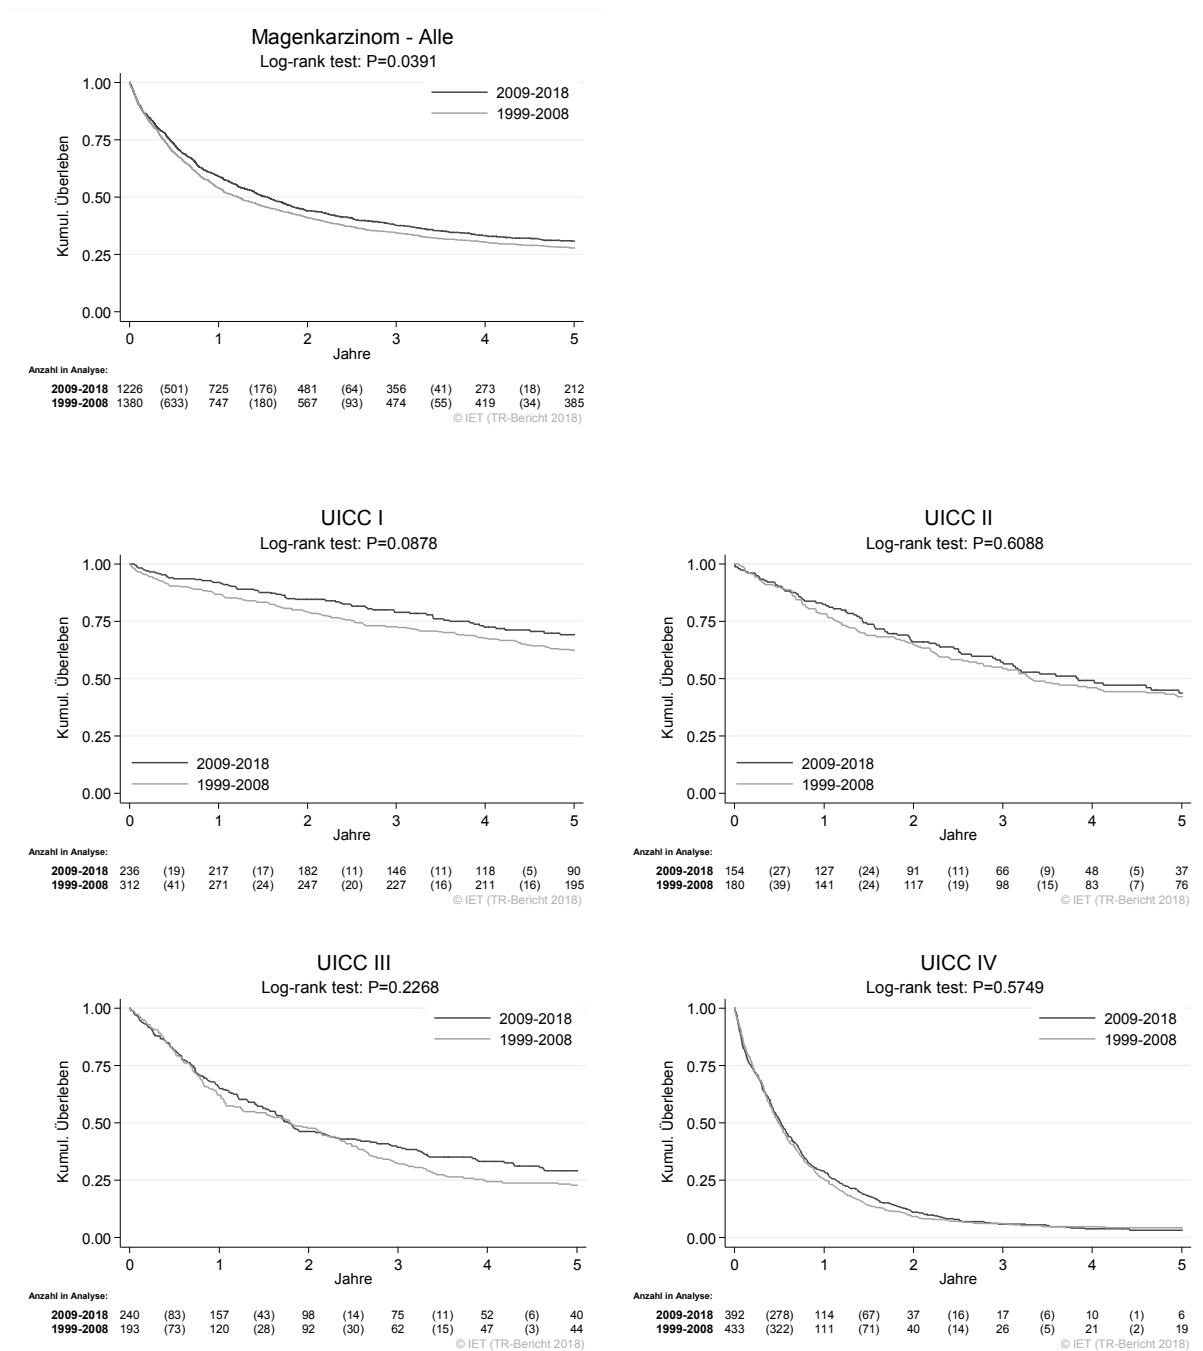 Magenkarzinom - Alle
Log-rank test: P=0.0391
2009-2018
1999-2008
Kumul. Überleben
1.00
0.75
0.50
0.25
0.00
0 1 2 3 4 5
Jahre
Anzahl in Analyse:
2009-2018 1226 (501) 725 (176) 481 (64) 356 (41) 273 (18) 212
1999-2008 1380 (633) 747 (180) 567 (93) 474 (55) 419 (34) 385
© IET (TR-Bericht 2018)
UICC I
Log-rank test: P=0.0878
Kumul. Überleben
1.00
0.75
0.50
0.25
0.00
2009-2018
1999-2008
0 1 2 3 4 5
Jahre
Anzahl in Analyse:
2009-2018 236 (19) 217 (17) 182 (11) 146 (11) 118 (5) 90
1999-2008 312 (41) 271 (24) 247 (20) 227 (16) 211 (16) 195
© IET (TR-Bericht 2018)
UICC II
Log-rank test: P=0.6088
Kumul. Überleben
1.00
0.75
0.50
0.25
0.00
2009-2018
1999-2008
0 1 2 3 4 5
Jahre
Anzahl in Analyse:
2009-2018 154 (27) 127 (24) 91 (11) 66 (9) 48 (5) 37
1999-2008 180 (39) 141 (24) 117 (19) 98 (15) 83 (7) 76
© IET (TR-Bericht 2018)
UICC III
Log-rank test: P=0.2268
2009-2018
1999-2008
Kumul. Überleben
1.00
0.75
0.50
0.25
0.00
0 1 2 3 4 5
Jahre
Anzahl in Analyse:
2009-2018 240 (83) 157 (43) 98 (14) 75 (11) 52 (6) 40
1999-2008 193 (73) 120 (28) 92 (30) 62 (15) 47 (3) 44
© IET (TR-Bericht 2018)
UICC IV
Log-rank test: P=0.5749
2009-2018
1999-2008
Kumul. Überleben
1.00
0.75
0.50
0.25
0.00
0 1 2 3 4 5
Jahre
Anzahl in Analyse:
2009-2018 392 (278) 114 (67) 37 (16) 17 (6) 10 (1) 6
1999-2008 433 (322) 111 (71) 40 (14) 26 (5) 21 (2) 19
© IET (TR-Bericht 2018)